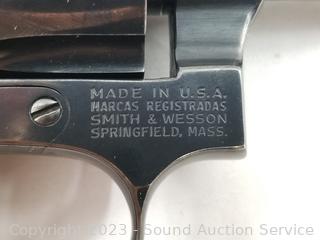 MADE IN U.S.A.
MARCAS REGISTRADAS
SMITH & WESSON
SPRINGFIELD, MASS.
Copyright 2023 - Sound Auction Service